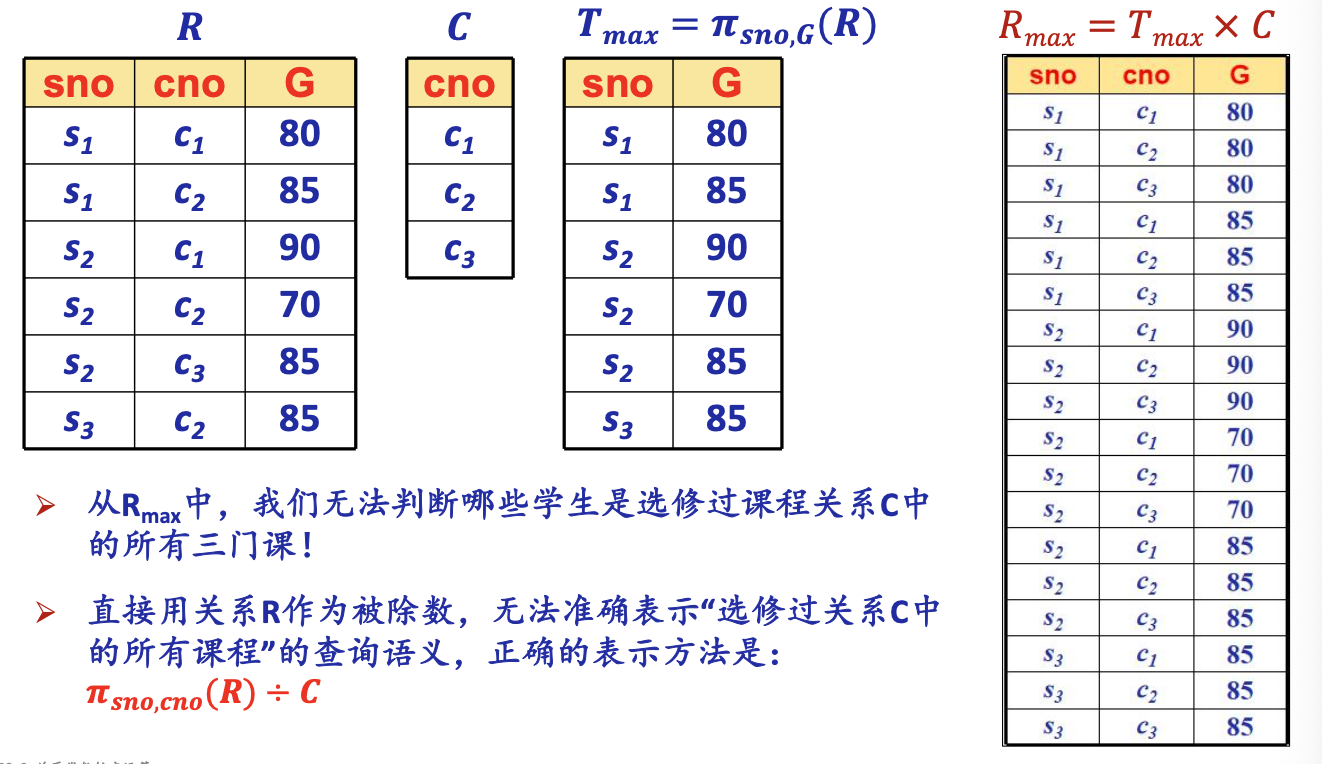 R
sno cno G
s1 c1 80
s1 c2 85
s2 c1 90
s2 c2 70
s2 c3 85
s3 c2 85
C
cno
c1
c2
c3
Tmax = πsno,G(R)
sno G
s1 80
s1 85
s2 90
s2 70
s2 85
s3 85
Rmax = Tmax × C
sno cno G
s1 c1 80
s1 c2 80
s1 c3 80
s1 c1 85
s1 c2 85
s1 c3 85
s2 c1 90
s2 c2 90
s2 c3 90
s2 c1 70
s2 c2 70
s2 c3 70
s2 c1 85
s2 c2 85
s2 c3 85
s3 c1 85
s3 c2 85
s3 c3 85
➢ 从Rmax中，我们无法判断哪些学生是选修过课程关系C中
的所有三门课！
➢ 直接用关系R作为被除数，无法准确表示“选修过关系C中
的所有课程”的查询语义，正确的表示方法是：
πsno,cno(R) ÷ C